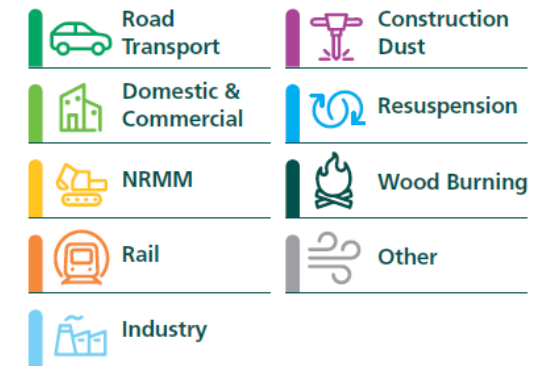 Road
Transport
Domestic &
Commercial
NRMM
Rail
Industry
Construction
Dust
Resuspension
Wood Burning
Other